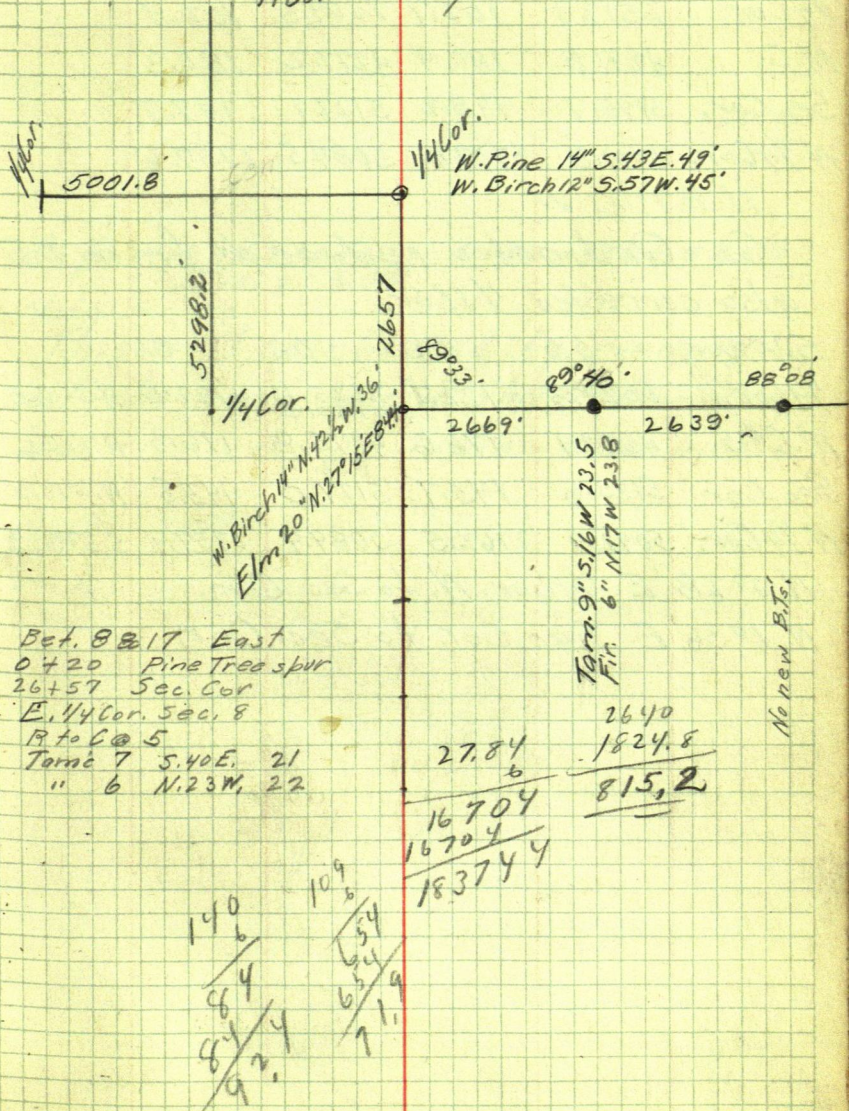 1/4 Cor.
5001.8'
1/4 Cor.
W. Pine 14" S.43E. 49'
W. Birch 12" S.57W. 45'
5298.2'
2657
1/4 Cor.
89°33'
89°40'
88°08'
2669'
2639'
W. Birch 14" N.42½ W. 36'
Elm 20" N.27°15'E 84
Tam. 9" S.16W 23.5
Fir. 6" N.17W 23.8
No new B.Ts.
Bet. 8 & 17 East
0+20 Pine Tree spur
26+57 Sec. Cor
E. 1/4 Cor. Sec. 8
R to C @ 5
Tamc 7 S.40E. 21
" 6 N.23W. 22
27.84
6
16704
16704
183744
2640
1824.8
815.2
140
6
84
84
92.4
109
6
654
654
71.9